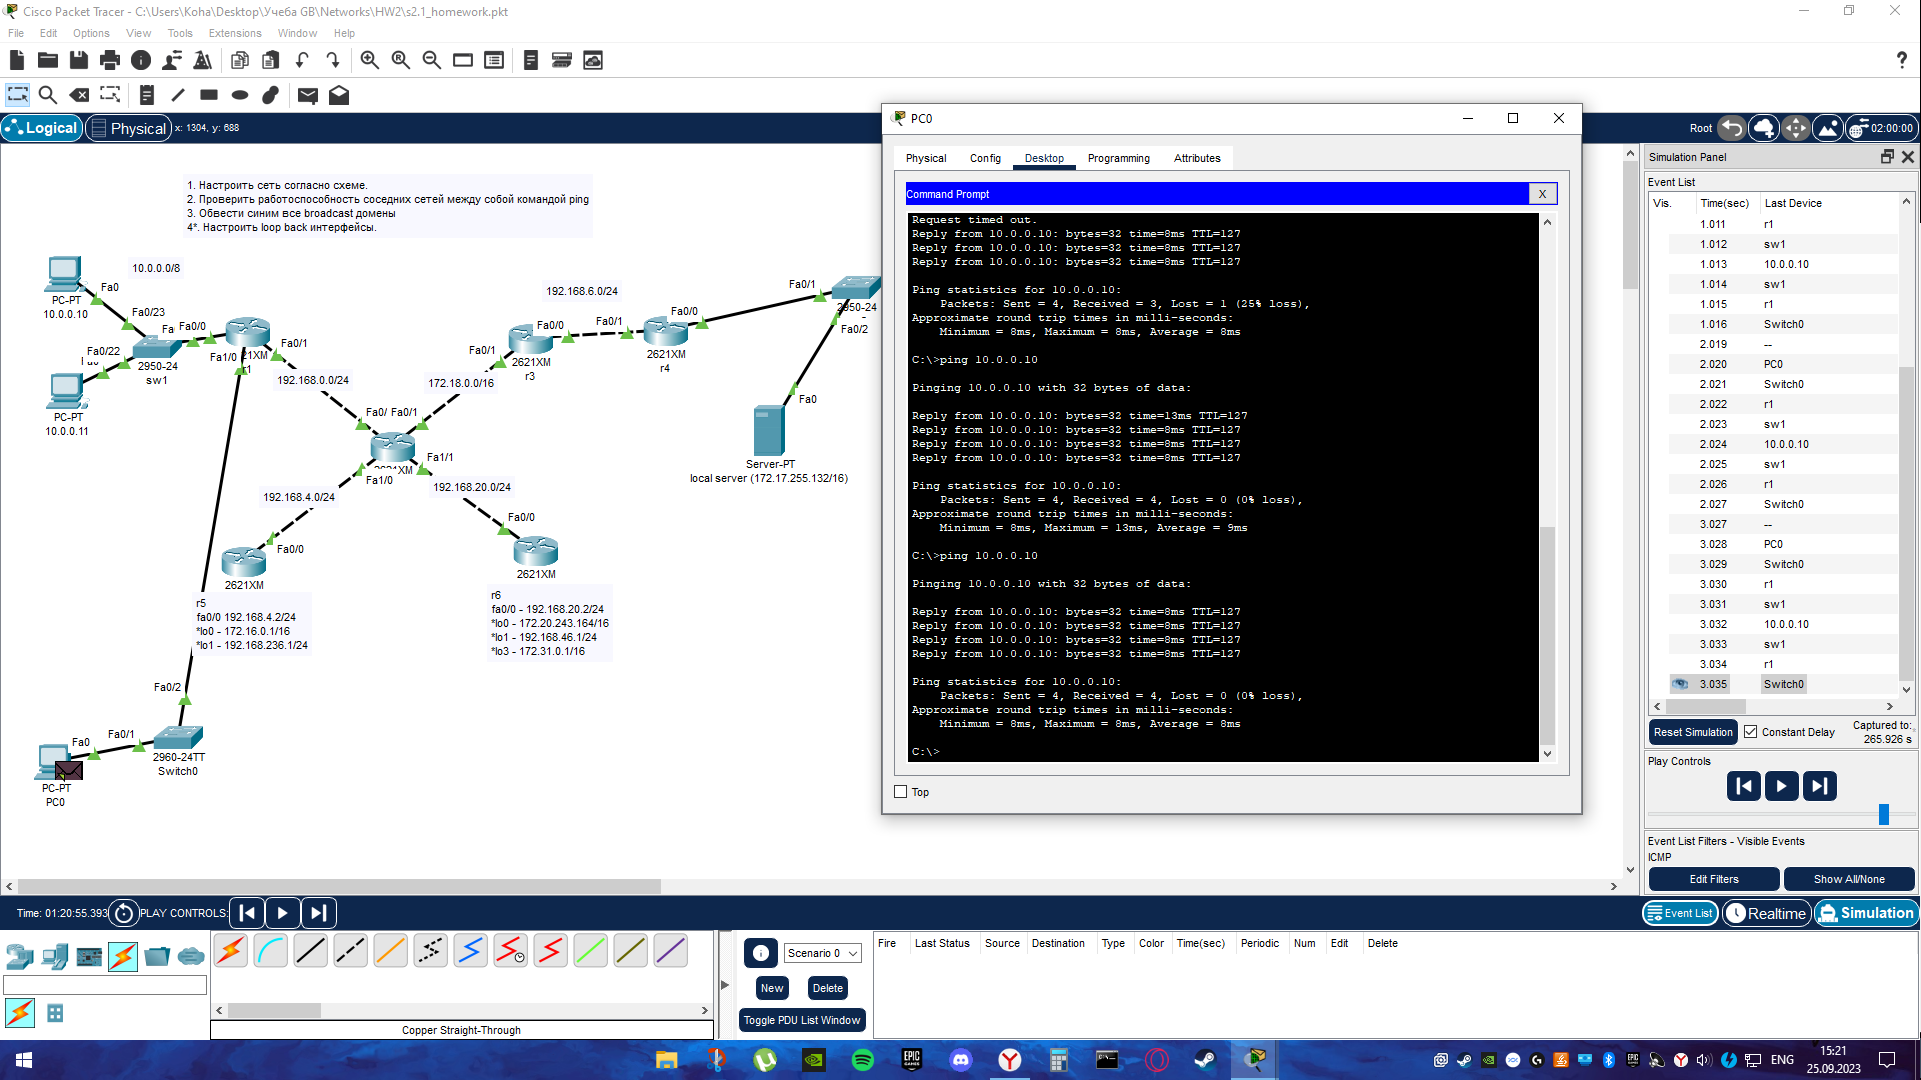 Cisco Packet Tracer - C:\Users\Koha\Desktop\Учеба GB\Networks\HW2\s2.1_homework.pkt
File Edit Options View Tools Extensions Window Help
Logical Physical x: 1304, y: 688
Root 02:00:00
1. Настроить сеть согласно схеме.
2. Проверить работоспособность соседних сетей между собой командой ping
3. Обвести синим все broadcast домены
4*. Настроить loop back интерфейсы.
10.0.0.0/8
Fa0
PC-PT
10.0.0.10
Fa0/23
Fa0/0
Fa0/22
Fa1/0
Fa0/1
2950-24
sw1
r1
PC-PT
10.0.0.11
192.168.0.0/24
192.168.6.0/24
Fa0/0
Fa0/1
Fa0/0
Fa0/1
2621XM
r3
2621XM
r4
172.18.0.0/16
Fa0/1
2950-24
Fa0/2
Fa0
Server-PT
local server (172.17.255.132/16)
Fa0/1
Fa1/1
Fa1/0
192.168.4.0/24
192.168.20.0/24
Fa0/0
Fa0/0
2621XM
2621XM
r5
fa0/0 192.168.4.2/24
*lo0 - 172.16.0.1/16
*lo1 - 192.168.236.1/24
r6
fa0/0 - 192.168.20.2/24
*lo0 - 172.20.243.164/16
*lo1 - 192.168.46.1/24
*lo3 - 172.31.0.1/16
Fa0/2
Fa0/1
Fa0
2960-24TT
Switch0
PC-PT
PC0
PC0
Physical Config Desktop Programming Attributes
Command Prompt X
Request timed out.
Reply from 10.0.0.10: bytes=32 time=8ms TTL=127
Reply from 10.0.0.10: bytes=32 time=8ms TTL=127
Reply from 10.0.0.10: bytes=32 time=8ms TTL=127
Ping statistics for 10.0.0.10:
Packets: Sent = 4, Received = 3, Lost = 1 (25% loss),
Approximate round trip times in milli-seconds:
Minimum = 8ms, Maximum = 8ms, Average = 8ms
C:\>ping 10.0.0.10
Pinging 10.0.0.10 with 32 bytes of data:
Reply from 10.0.0.10: bytes=32 time=13ms TTL=127
Reply from 10.0.0.10: bytes=32 time=8ms TTL=127
Reply from 10.0.0.10: bytes=32 time=8ms TTL=127
Reply from 10.0.0.10: bytes=32 time=8ms TTL=127
Ping statistics for 10.0.0.10:
Packets: Sent = 4, Received = 4, Lost = 0 (0% loss),
Approximate round trip times in milli-seconds:
Minimum = 8ms, Maximum = 13ms, Average = 9ms
C:\>ping 10.0.0.10
Pinging 10.0.0.10 with 32 bytes of data:
Reply from 10.0.0.10: bytes=32 time=8ms TTL=127
Reply from 10.0.0.10: bytes=32 time=8ms TTL=127
Reply from 10.0.0.10: bytes=32 time=8ms TTL=127
Reply from 10.0.0.10: bytes=32 time=8ms TTL=127
Ping statistics for 10.0.0.10:
Packets: Sent = 4, Received = 4, Lost = 0 (0% loss),
Approximate round trip times in milli-seconds:
Minimum = 8ms, Maximum = 8ms, Average = 8ms
C:\>
Top
Simulation Panel
Event List
Vis. Time(sec) Last Device
1.011 r1
1.012 sw1
1.013 10.0.0.10
1.014 sw1
1.015 r1
1.016 Switch0
2.019 --
2.020 PC0
2.021 Switch0
2.022 r1
2.023 sw1
2.024 10.0.0.10
2.025 sw1
2.026 r1
2.027 Switch0
3.027 --
3.028 PC0
3.029 Switch0
3.030 r1
3.031 sw1
3.032 10.0.0.10
3.033 sw1
3.034 r1
3.035 Switch0
Reset Simulation Constant Delay Captured to:
265.926 s
Play Controls
Event List Filters - Visible Events
ICMP
Edit Filters Show All/None
Time: 01:20:55.393 PLAY CONTROLS:
Event List Realtime Simulation
Scenario 0
New Delete
Toggle PDU List Window
Fire Last Status Source Destination Type Color Time(sec) Periodic Num Edit Delete
Copper Straight-Through
EPIC GAMES
ENG
15:21
25.09.2023